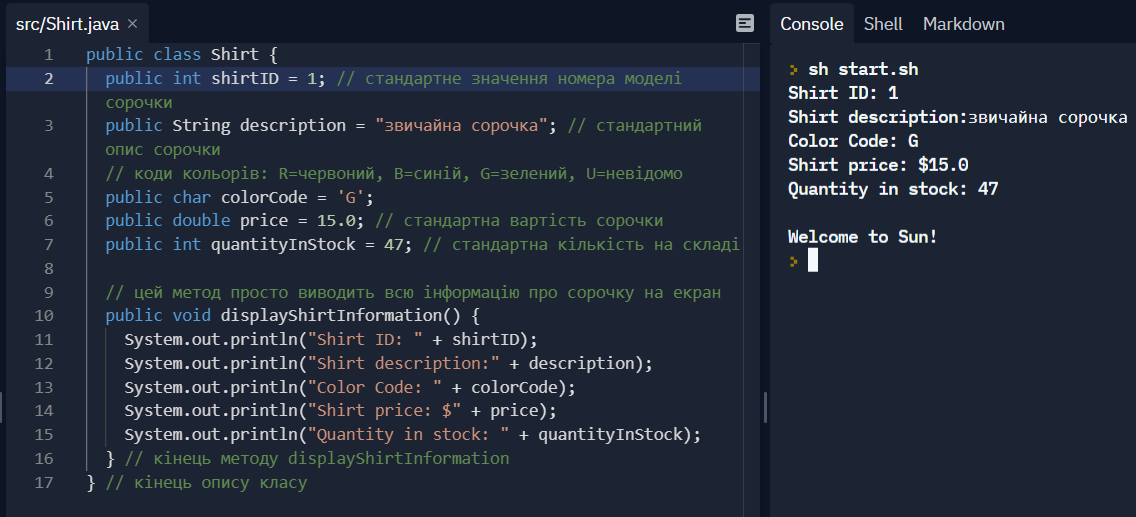 src/Shirt.java ×
1 public class Shirt {
2 public int shirtID = 1; // стандартне значення номера моделі
сорочки
3 public String description = "звичайна сорочка"; // стандартний
опис сорочки
4 // коди кольорів: R=червоний, B=синій, G=зелений, U=невідомо
5 public char colorCode = 'G';
6 public double price = 15.0; // стандартна вартість сорочки
7 public int quantityInStock = 47; // стандартна кількість на складі
8
9 // цей метод просто виводить всю інформацію про сорочку на екран
10 public void displayShirtInformation() {
11 System.out.println("Shirt ID: " + shirtID);
12 System.out.println("Shirt description:" + description);
13 System.out.println("Color Code: " + colorCode);
14 System.out.println("Shirt price: $" + price);
15 System.out.println("Quantity in stock: " + quantityInStock);
16 } // кінець методу displayShirtInformation
17 } // кінець опису класу
Console Shell Markdown
sh start.sh
Shirt ID: 1
Shirt description:звичайна сорочка
Color Code: G
Shirt price: $15.0
Quantity in stock: 47
Welcome to Sun!